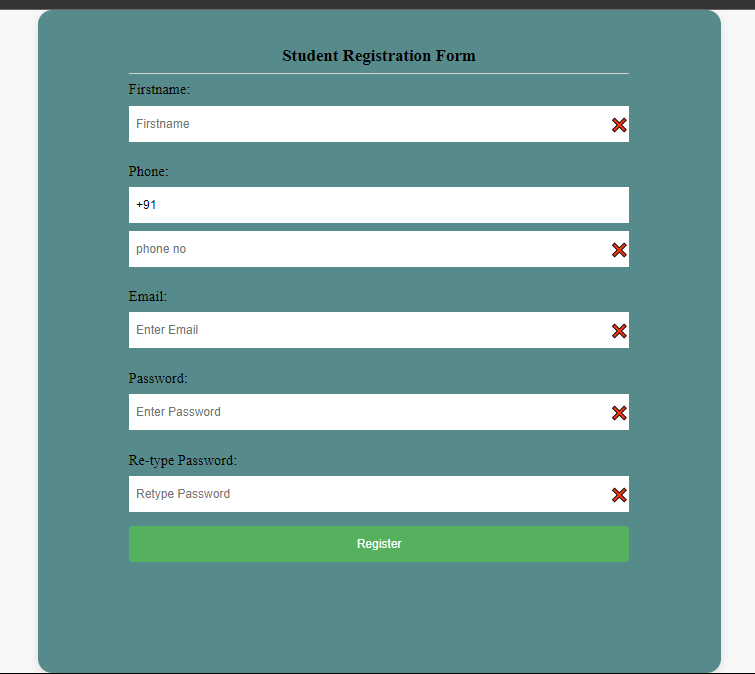 Student Registration Form
Firstname:
Firstname
Phone:
+91
phone no
Email:
Enter Email
Password:
Enter Password
Re-type Password:
Retype Password
Register